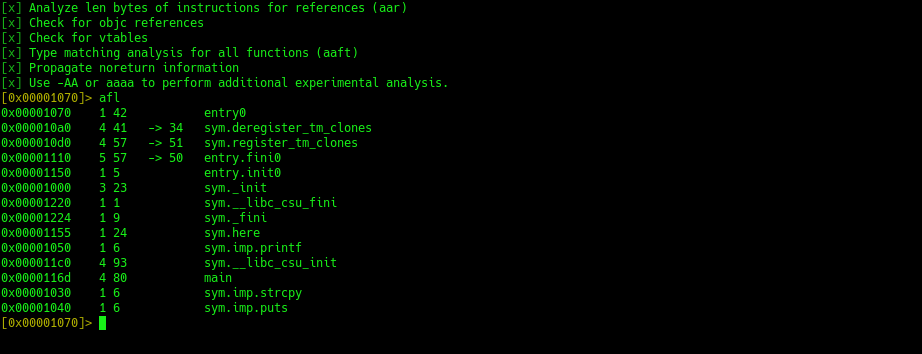 [x] Analyze len bytes of instructions for references (aar)
[x] Check for objc references
[x] Check for vtables
[x] Type matching analysis for all functions (aaft)
[x] Propagate noreturn information
[x] Use -AA or aaaa to perform additional experimental analysis.
[0x00001070]> afl
0x00001070    1 42           entry0
0x000010a0    4 41   -> 34   sym.deregister_tm_clones
0x000010d0    4 57   -> 51   sym.register_tm_clones
0x00001110    5 57   -> 50   entry.fini0
0x00001150    1 5            entry.init0
0x00001000    3 23           sym._init
0x00001220    1 1            sym.__libc_csu_fini
0x00001224    1 9            sym._fini
0x00001155    1 24           sym.here
0x00001050    1 6            sym.imp.printf
0x000011c0    4 93           sym.__libc_csu_init
0x0000116d    4 80           main
0x00001030    1 6            sym.imp.strcpy
0x00001040    1 6            sym.imp.puts
[0x00001070]>